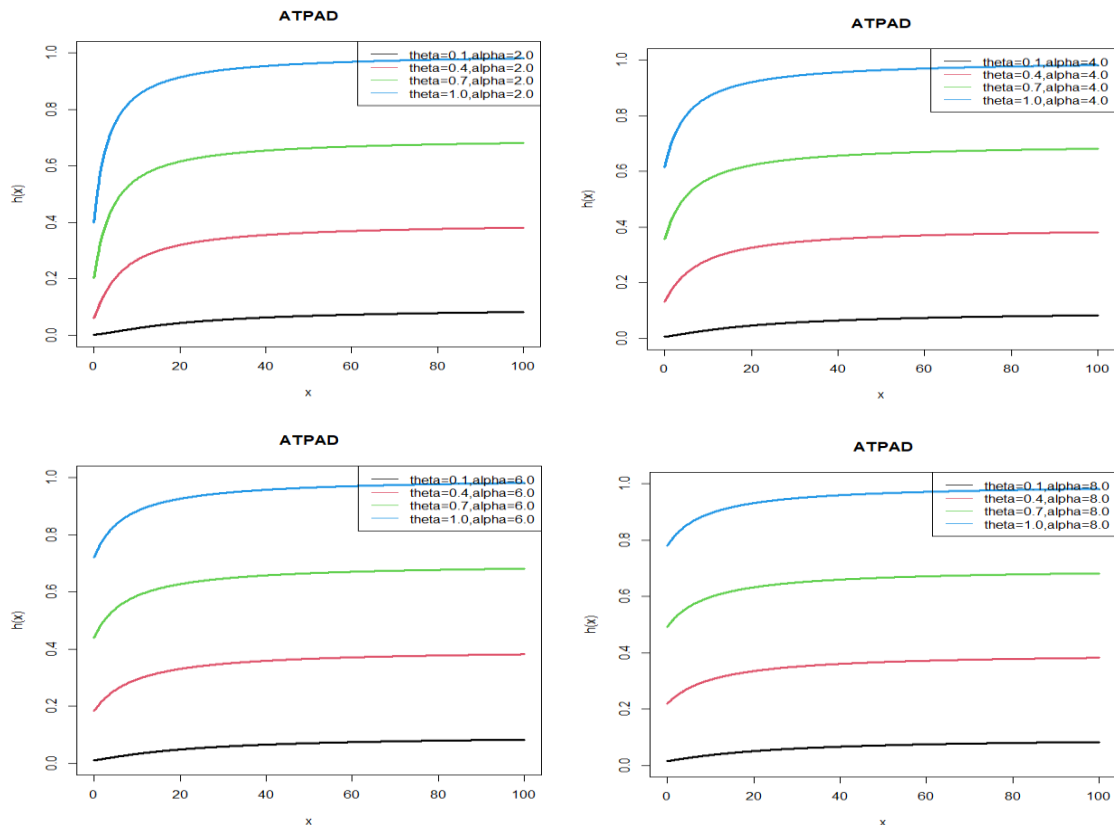 ATPAD
h(x)
1.0
0.8
0.6
0.4
0.2
0.0
theta=0.1,alpha=2.0
theta=0.4,alpha=2.0
theta=0.7,alpha=2.0
theta=1.0,alpha=2.0
0 20 40 60 80 100
x
ATPAD
h(x)
1.0
0.8
0.6
0.4
0.2
0.0
theta=0.1,alpha=4.0
theta=0.4,alpha=4.0
theta=0.7,alpha=4.0
theta=1.0,alpha=4.0
0 20 40 60 80 100
x
ATPAD
h(x)
1.0
0.8
0.6
0.4
0.2
0.0
theta=0.1,alpha=6.0
theta=0.4,alpha=6.0
theta=0.7,alpha=6.0
theta=1.0,alpha=6.0
0 20 40 60 80 100
x
ATPAD
h(x)
1.0
0.8
0.6
0.4
0.2
0.0
theta=0.1,alpha=8.0
theta=0.4,alpha=8.0
theta=0.7,alpha=8.0
theta=1.0,alpha=8.0
0 20 40 60 80 100
x